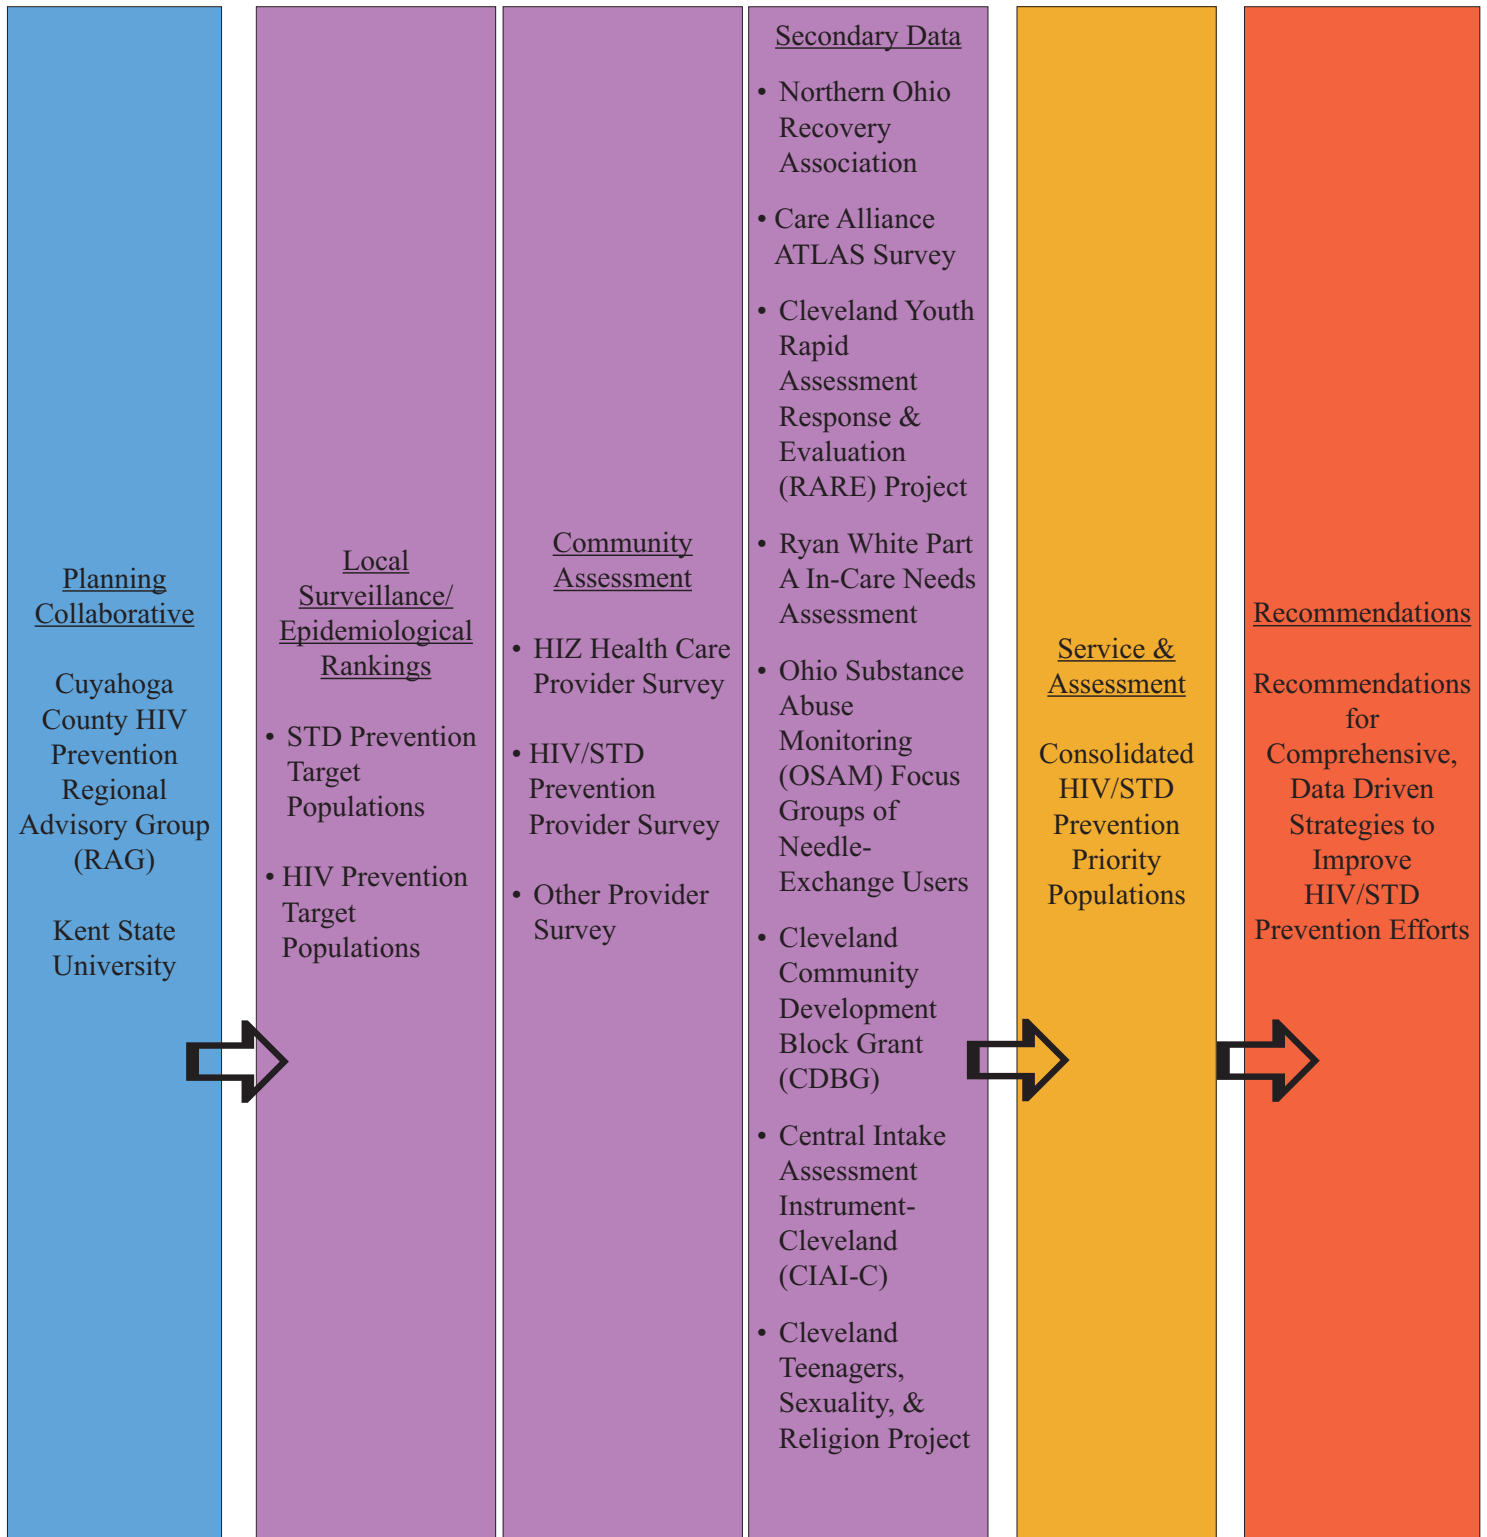 Planning
Collaborative
Cuyahoga
County HIV
Prevention
Regional
Advisory Group
(RAG)
Kent State
University
Local
Surveillance/
Epidemiological
Rankings
• STD Prevention
Target
Populations
• HIV Prevention
Target
Populations
Community
Assessment
• HIZ Health Care
Provider Survey
• HIV/STD
Prevention
Provider Survey
• Other Provider
Survey
Secondary Data
• Northern Ohio
Recovery
Association
• Care Alliance
ATLAS Survey
• Cleveland Youth
Rapid
Assessment
Response &
Evaluation
(RARE) Project
• Ryan White Part
A In-Care Needs
Assessment
• Ohio Substance
Abuse
Monitoring
(OSAM) Focus
Groups of
Needle-
Exchange Users
• Cleveland
Community
Development
Block Grant
(CDBG)
• Central Intake
Assessment
Instrument-
Cleveland
(CIAI-C)
• Cleveland
Teenagers,
Sexuality, &
Religion Project
Service &
Assessment
Consolidated
HIV/STD
Prevention
Priority
Populations
Recommendations
Recommendations
for
Comprehensive,
Data Driven
Strategies to
Improve
HIV/STD
Prevention Efforts